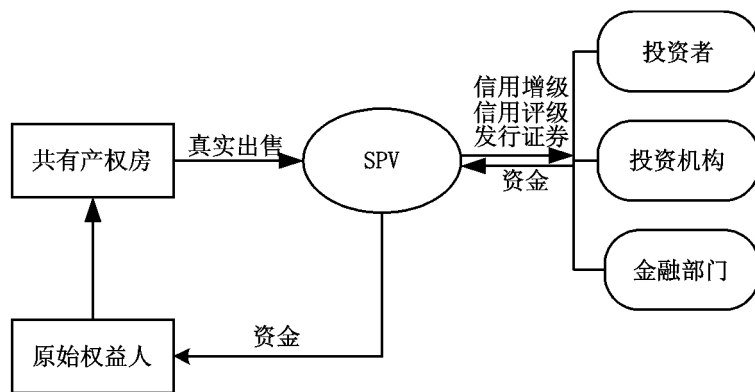 投资者
信用增级
信用评级
发行证券
真实出售
共有产权房
SPV
投资机构
资金
金融部门
资金
原始权益人